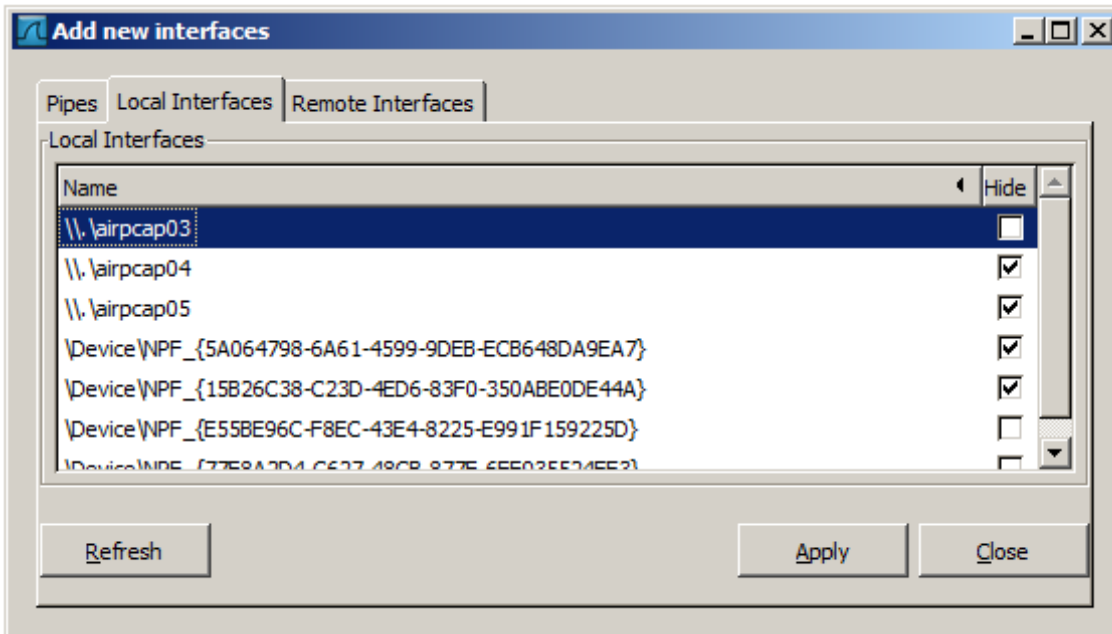 Add new interfaces
Pipes Local Interfaces Remote Interfaces
Local Interfaces
Name Hide
\\.\airpcap03
\\.\airpcap04
\\.\airpcap05
\Device\NPF_{5A064798-6A61-4599-9DEB-ECB648DA9EA7}
\Device\NPF_{15B26C38-C23D-4ED6-83F0-350ABE0DE44A}
\Device\NPF_{E55BE96C-F8EC-43E4-8225-E991F159225D}
Refresh Apply Close